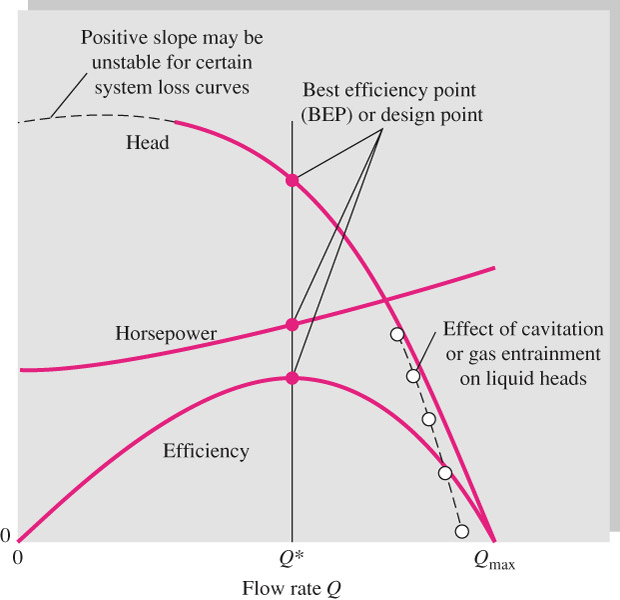 Positive slope may be
unstable for certain
system loss curves
Best efficiency point
(BEP) or design point
Head
Horsepower
Effect of cavitation
or gas entrainment
on liquid heads
Efficiency
0
0
Q*
Qmax
Flow rate Q